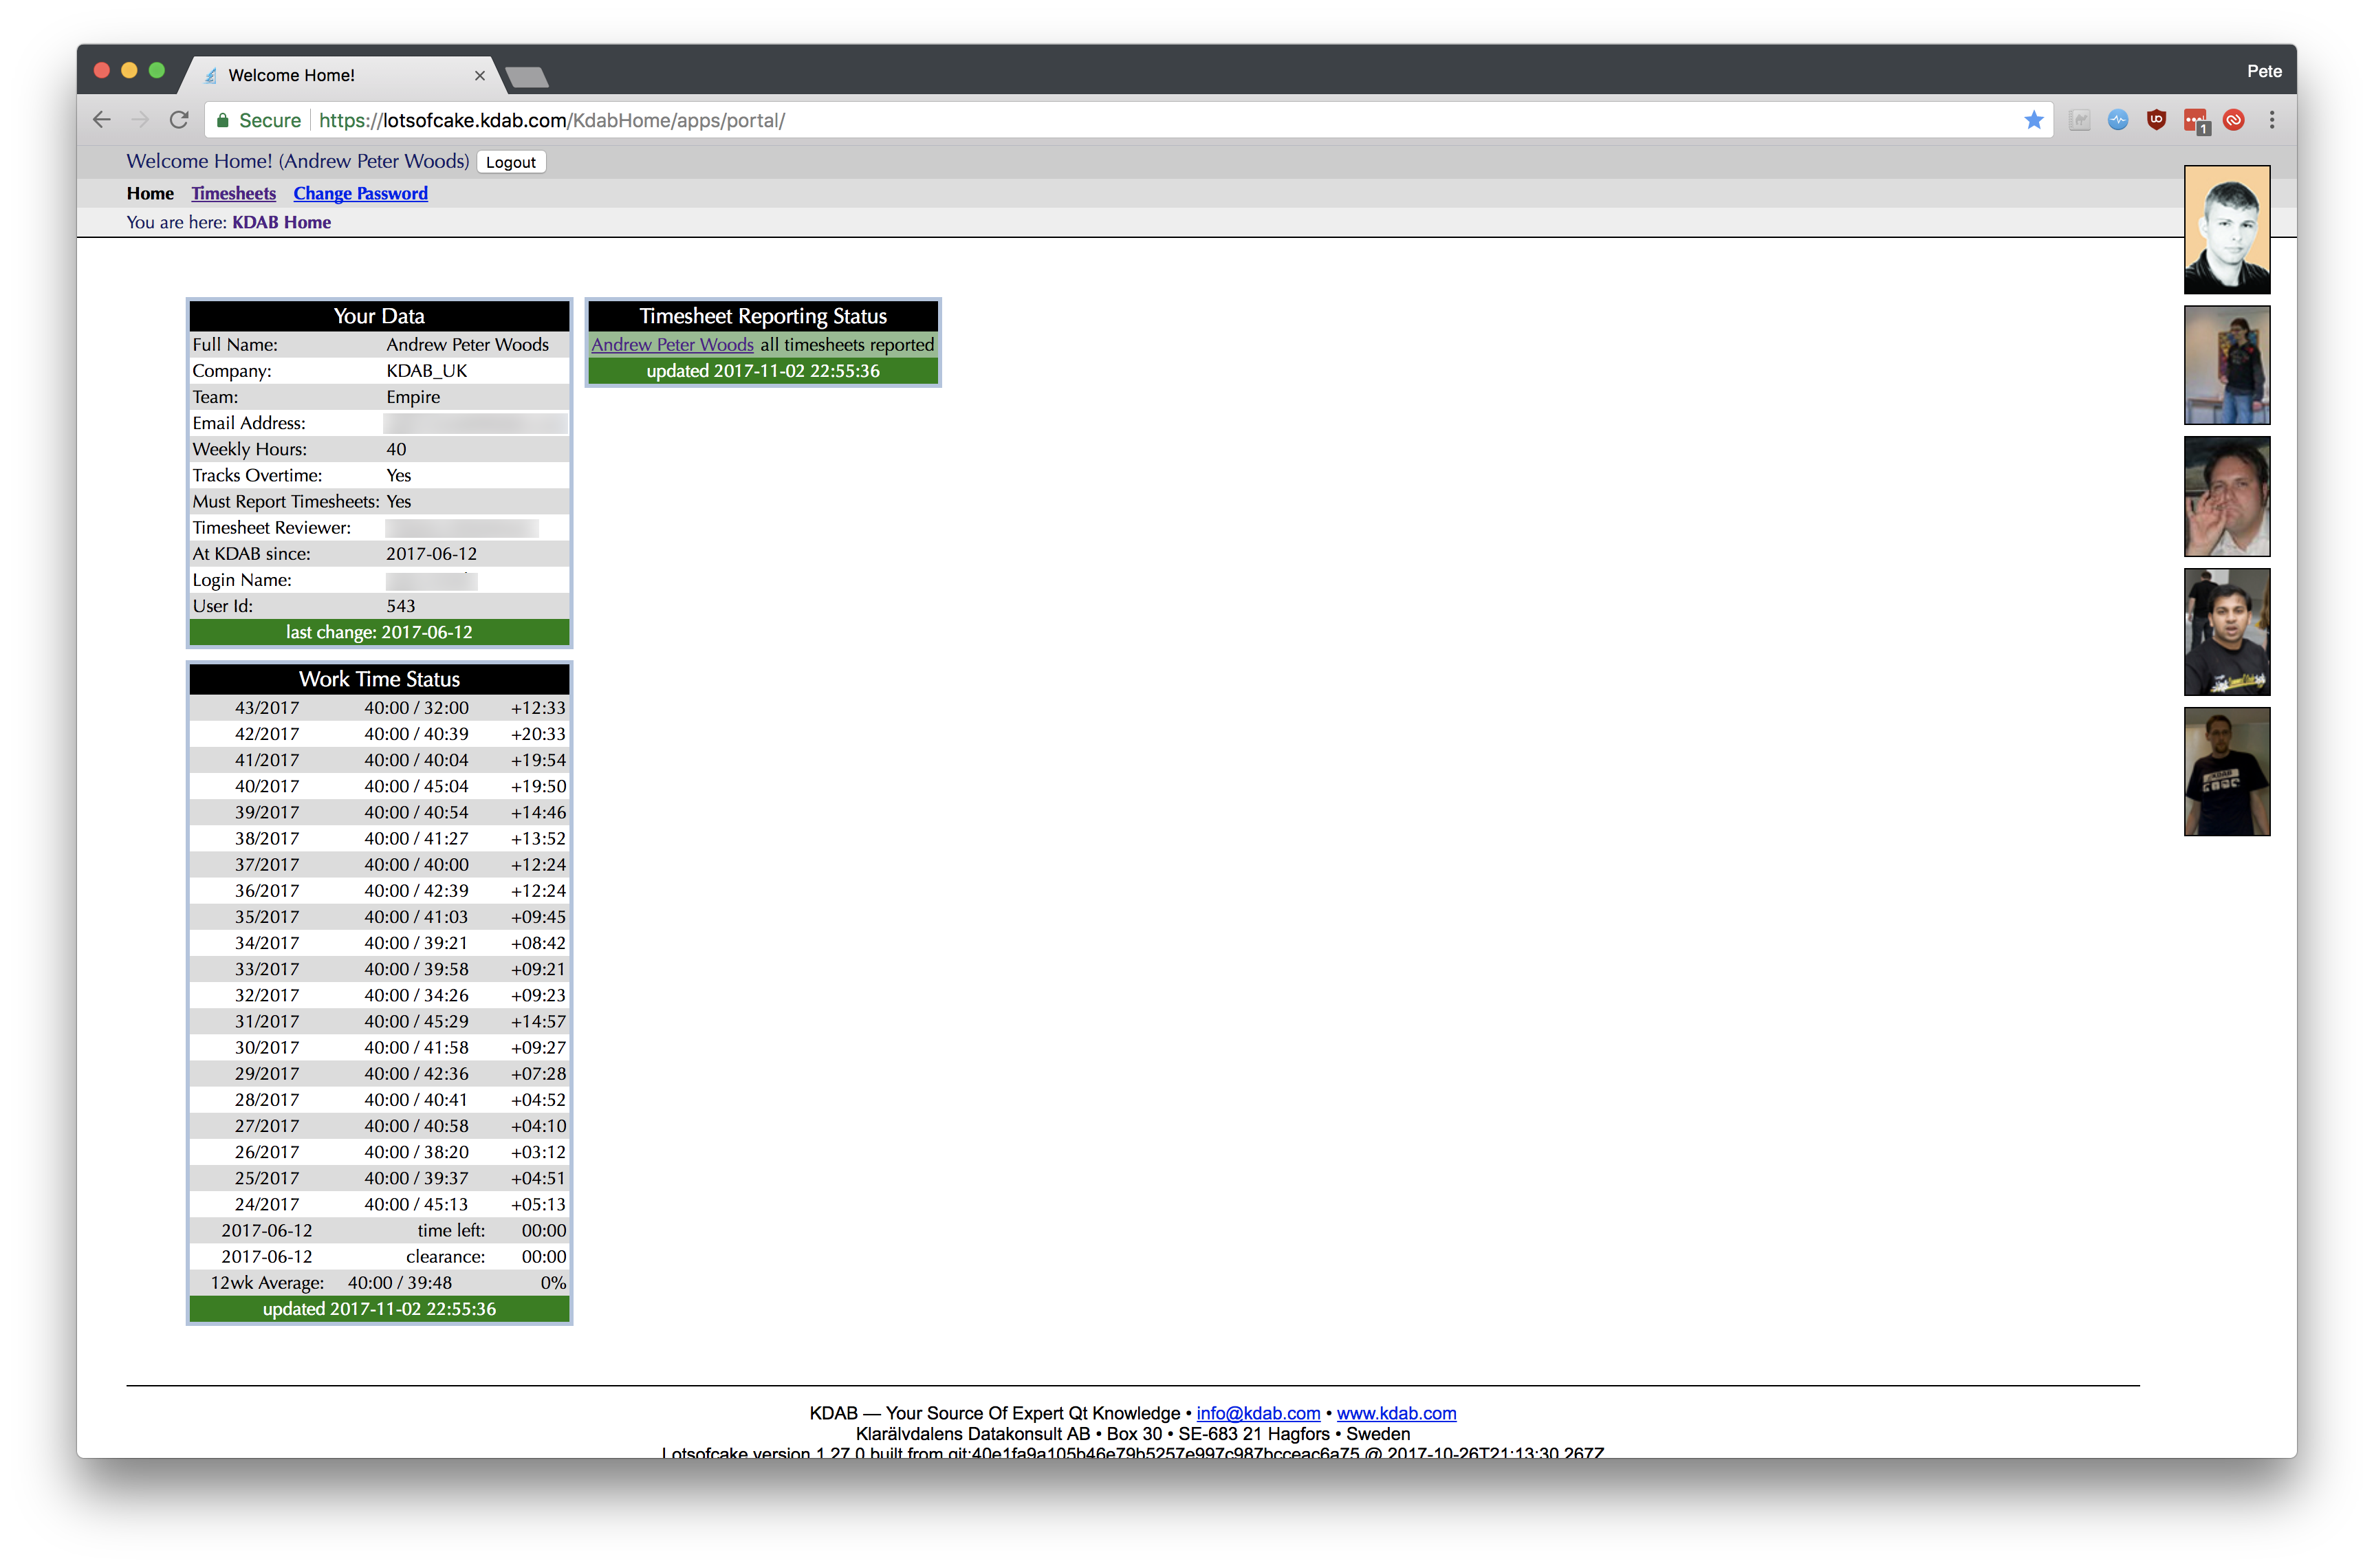 Welcome Home!
Pete
Secure https://lotsofcake.kdab.com/KdabHome/apps/portal/
1
Welcome Home! (Andrew Peter Woods) Logout
Home Timesheets Change Password
You are here: KDAB Home
Your Data
Full Name: Andrew Peter Woods
Company: KDAB_UK
Team: Empire
Email Address:
Weekly Hours: 40
Tracks Overtime: Yes
Must Report Timesheets: Yes
Timesheet Reviewer:
At KDAB since: 2017-06-12
Login Name:
User Id: 543
last change: 2017-06-12
Timesheet Reporting Status
Andrew Peter Woods all timesheets reported
updated 2017-11-02 22:55:36
Work Time Status
43/2017 40:00 / 32:00 +12:33
42/2017 40:00 / 40:39 +20:33
41/2017 40:00 / 40:04 +19:54
40/2017 40:00 / 45:04 +19:50
39/2017 40:00 / 40:54 +14:46
38/2017 40:00 / 41:27 +13:52
37/2017 40:00 / 40:00 +12:24
36/2017 40:00 / 42:39 +12:24
35/2017 40:00 / 41:03 +09:45
34/2017 40:00 / 39:21 +08:42
33/2017 40:00 / 39:58 +09:21
32/2017 40:00 / 34:26 +09:23
31/2017 40:00 / 45:29 +14:57
30/2017 40:00 / 41:58 +09:27
29/2017 40:00 / 42:36 +07:28
28/2017 40:00 / 40:41 +04:52
27/2017 40:00 / 40:58 +04:10
26/2017 40:00 / 38:20 +03:12
25/2017 40:00 / 39:37 +04:51
24/2017 40:00 / 45:13 +05:13
2017-06-12 time left: 00:00
2017-06-12 clearance: 00:00
12wk Average: 40:00 / 39:48 0%
updated 2017-11-02 22:55:36
KDAB — Your Source Of Expert Qt Knowledge • info@kdab.com • www.kdab.com
Klarälvdalens Datakonsult AB • Box 30 • SE-683 21 Hagfors • Sweden
Lotsofcake version 1.27.0 built from git:40e1fa9a105b46e79b5257e997c987bcceac6a75 @ 2017-10-26T21:13:30.267Z